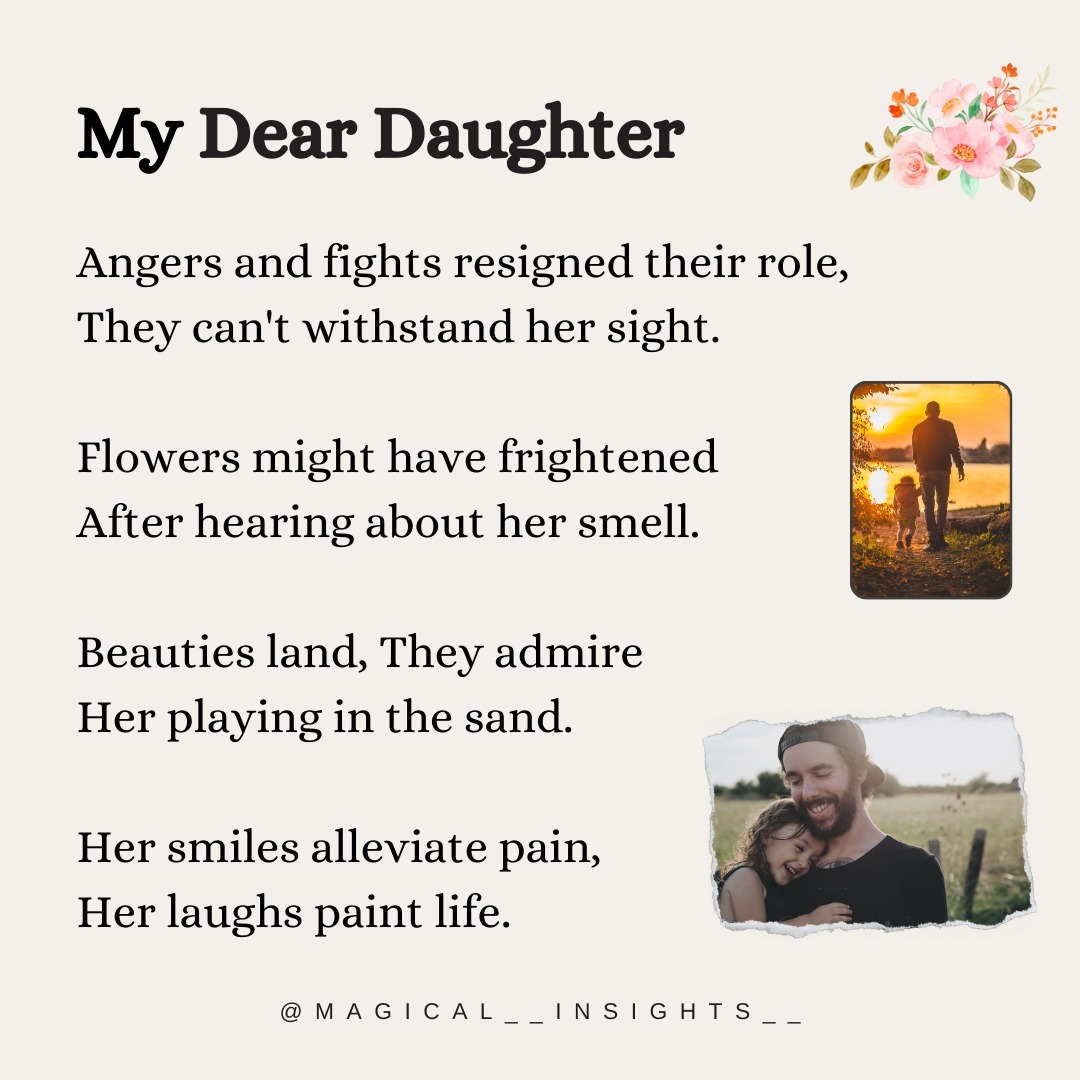 My Dear Daughter
Angers and fights resigned their role,
They can't withstand her sight.
Flowers might have frightened
After hearing about her smell.
Beauties land, They admire
Her playing in the sand.
Her smiles alleviate pain,
Her laughs paint life.
@MAGICAL__INSIGHTS__